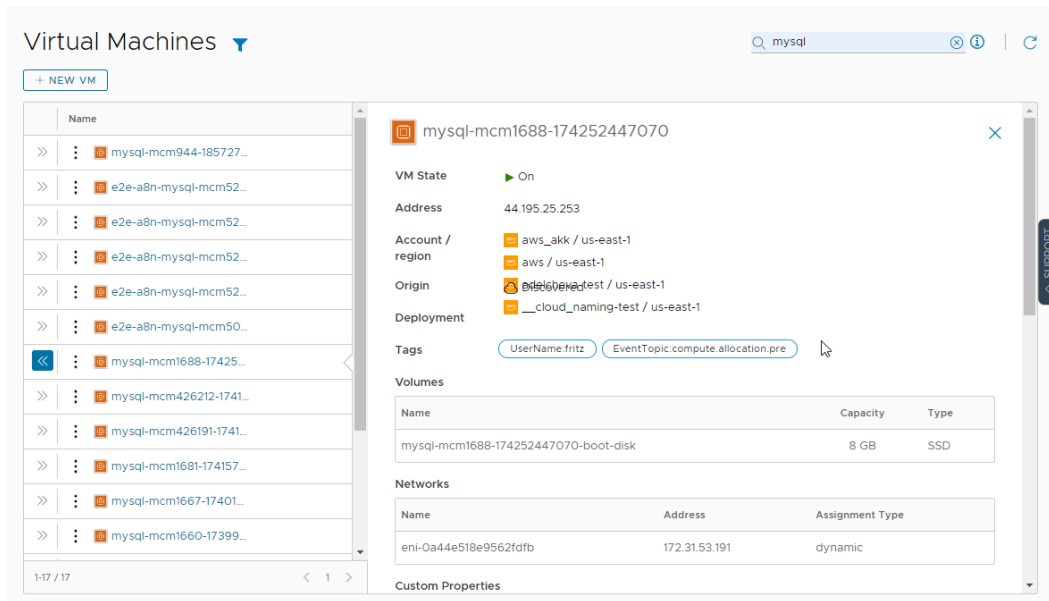 Virtual Machines
mysql
+ NEW VM
Name
mysql-mcm944-185727...
e2e-a8n-mysql-mcm52...
e2e-a8n-mysql-mcm52...
e2e-a8n-mysql-mcm52...
e2e-a8n-mysql-mcm52...
e2e-a8n-mysql-mcm50...
mysql-mcm1688-17425...
mysql-mcm426212-1741...
mysql-mcm426191-1741...
mysql-mcm1681-174157...
mysql-mcm1667-17401...
mysql-mcm1660-17399...
1-17 / 17
1
mysql-mcm1688-174252447070
VM State On
Address 44.195.25.253
Account / region
aws_akk / us-east-1
aws / us-east-1
Origin Discovered
-test / us-east-1
__cloud_naming-test / us-east-1
Deployment
Tags UserName:fritz EventTopic:compute.allocation.pre
Volumes
Name Capacity Type
mysql-mcm1688-174252447070-boot-disk 8 GB SSD
Networks
Name Address Assignment Type
eni-0a44e518e9562fdfb 172.31.53.191 dynamic
Custom Properties
SUPPORT